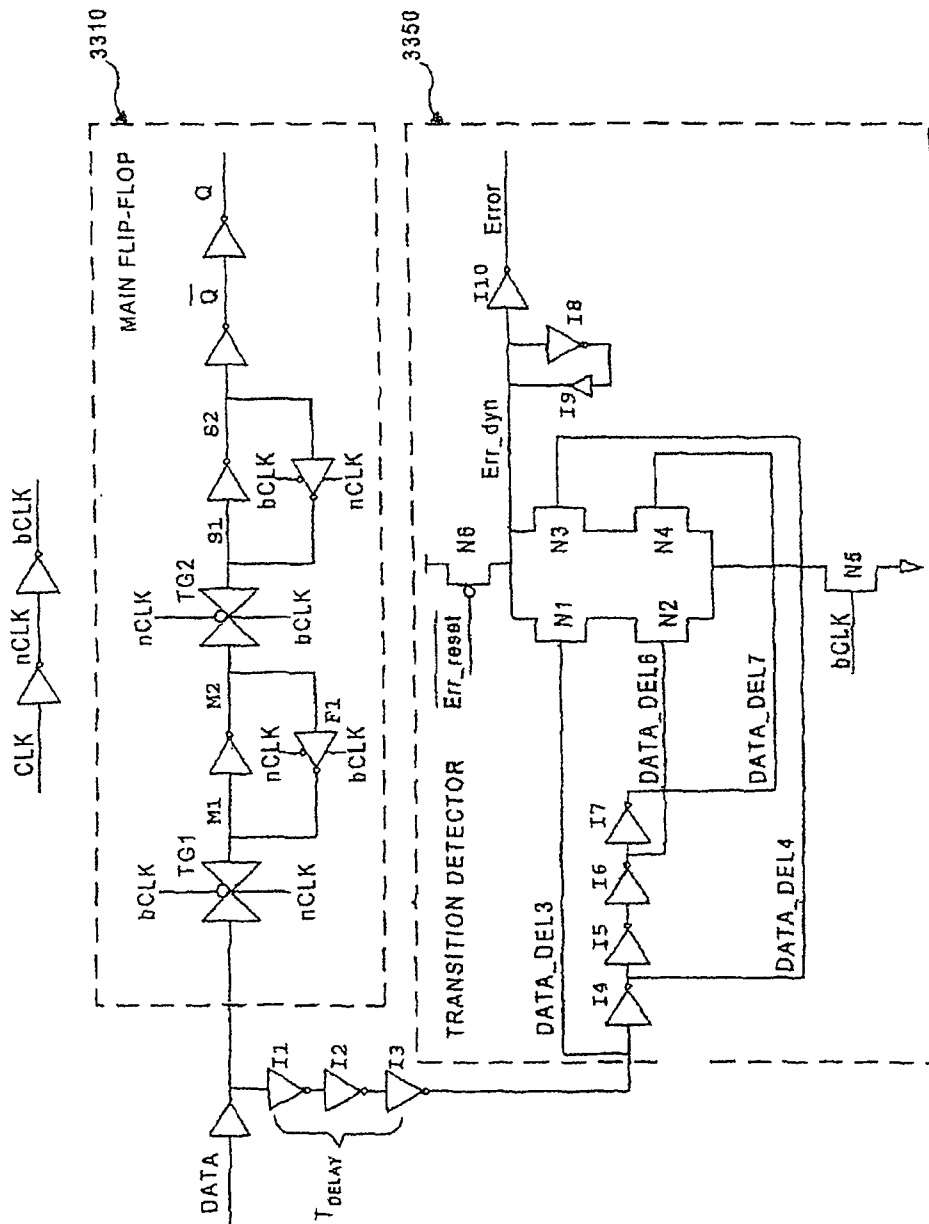 CLK
nCLK
bCLK
3310
MAIN FLIP-FLOP
DATA
bCLK
TG1
nCLK
M1
M2
nCLK
F1
bCLK
nCLK
TG2
bCLK
S1
S2
bCLK
nCLK
Q
Q
I1
I2
I3
TDELAY
3350
TRANSITION DETECTOR
Err_reset
N6
Err_dyn
I10
Error
I8
I9
N1
N3
N2
N4
N5
bCLK
DATA_DEL3
I4
I5
I6
I7
DATA_DEL6
DATA_DEL7
DATA_DEL4